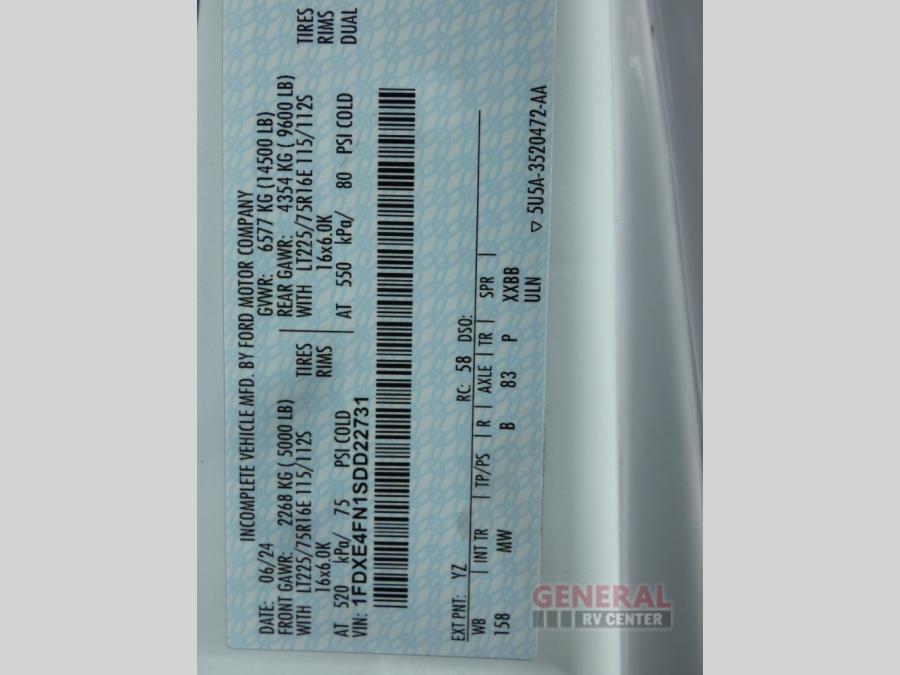 INCOMPLETE VEHICLE MFD. BY FORD MOTOR COMPANY
DATE: 06/24 GVWR: 6577 KG (14500 LB)
FRONT GAWR: 2268 KG ( 5000 LB) REAR GAWR: 4354 KG ( 9600 LB)
WITH LT225/75R16E 115/112S TIRES WITH LT225/75R16E 115/112S TIRES
16x6.0K RIMS 16x6.0K RIMS
AT 520 kPa/ 75 PSI COLD AT 550 kPa/ 80 PSI COLD DUAL
VIN: 1FDXE4FN1SDD22731
EXT PNT: YZ RC: 58 DSO:
WB INT TR TP/PS R AXLE TR SPR
158 MW B 83 P XXBB
ULN
▽ 5U5A-3520472-AA
GENERAL
RV CENTER